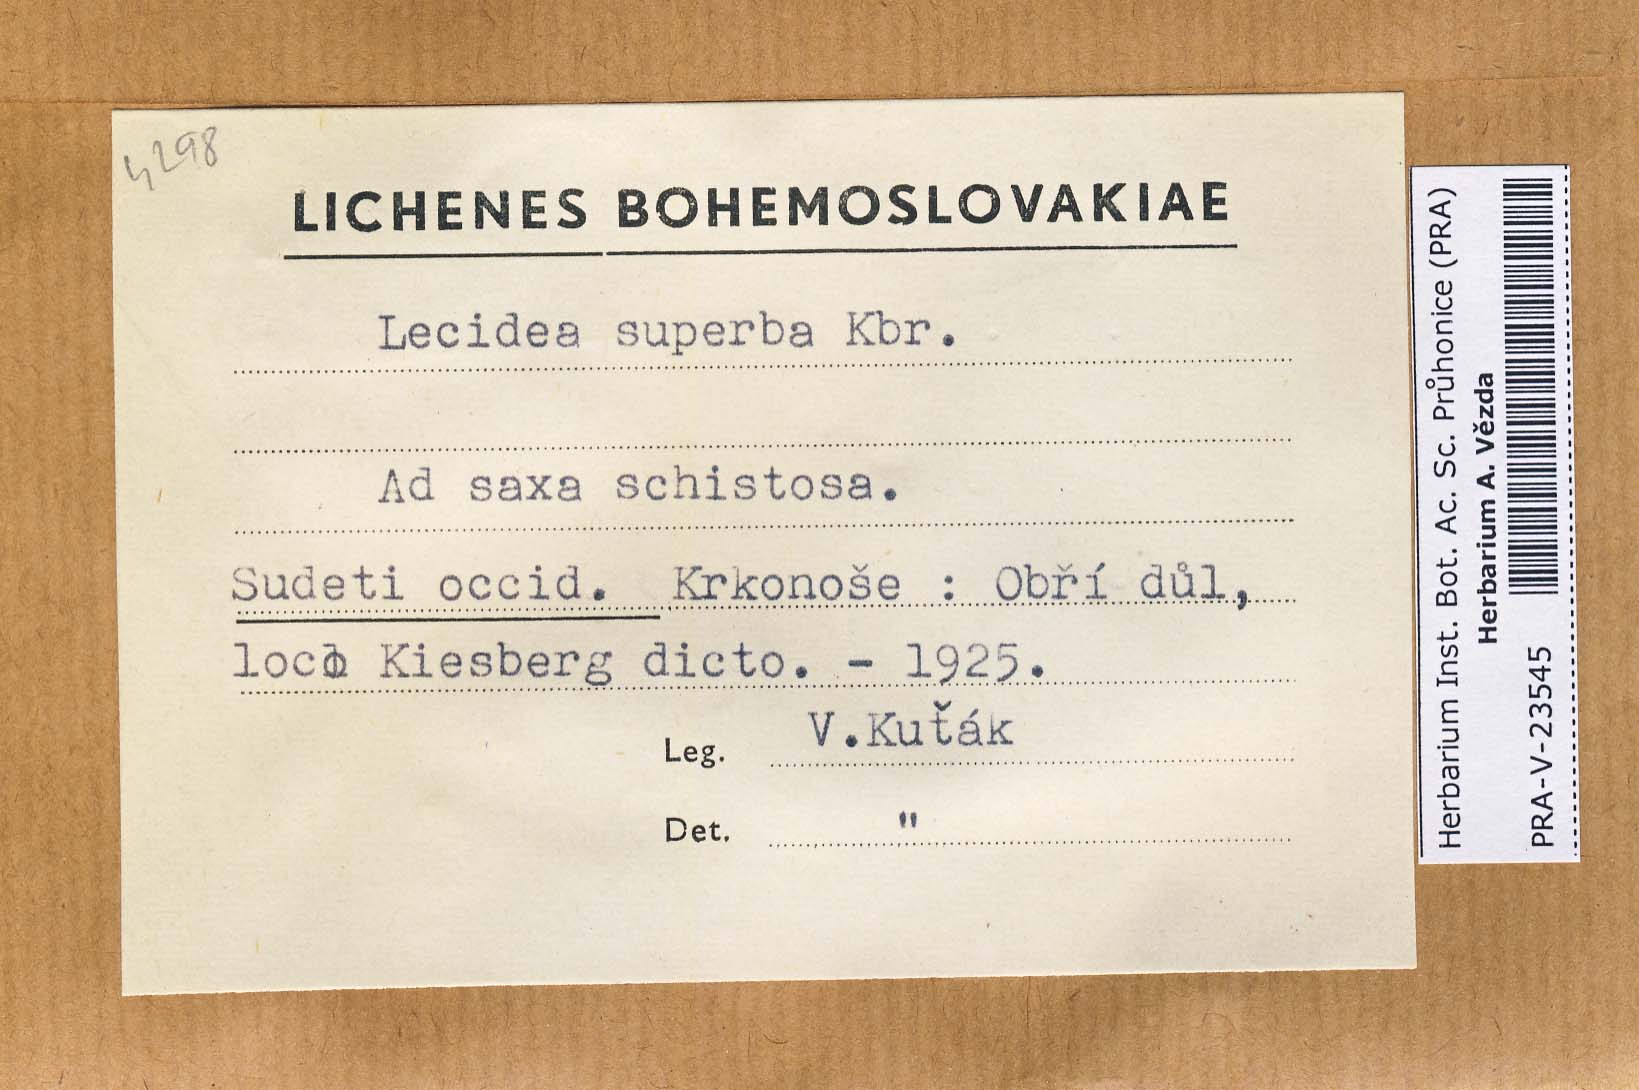 4298
LICHENES BOHEMOSLOVAKIAE
Lecidea superba Kbr.
Ad saxa schistosa.
Sudeti occid. Krkonoše : Obří důl,
loco Kiesberg dicto. - 1925.
Leg. V.Kuťák
Det. "
Herbarium Inst. Bot. Ac. Sc. Průhonice (PRA)
Herbarium A. Vězda
PRA-V-23545